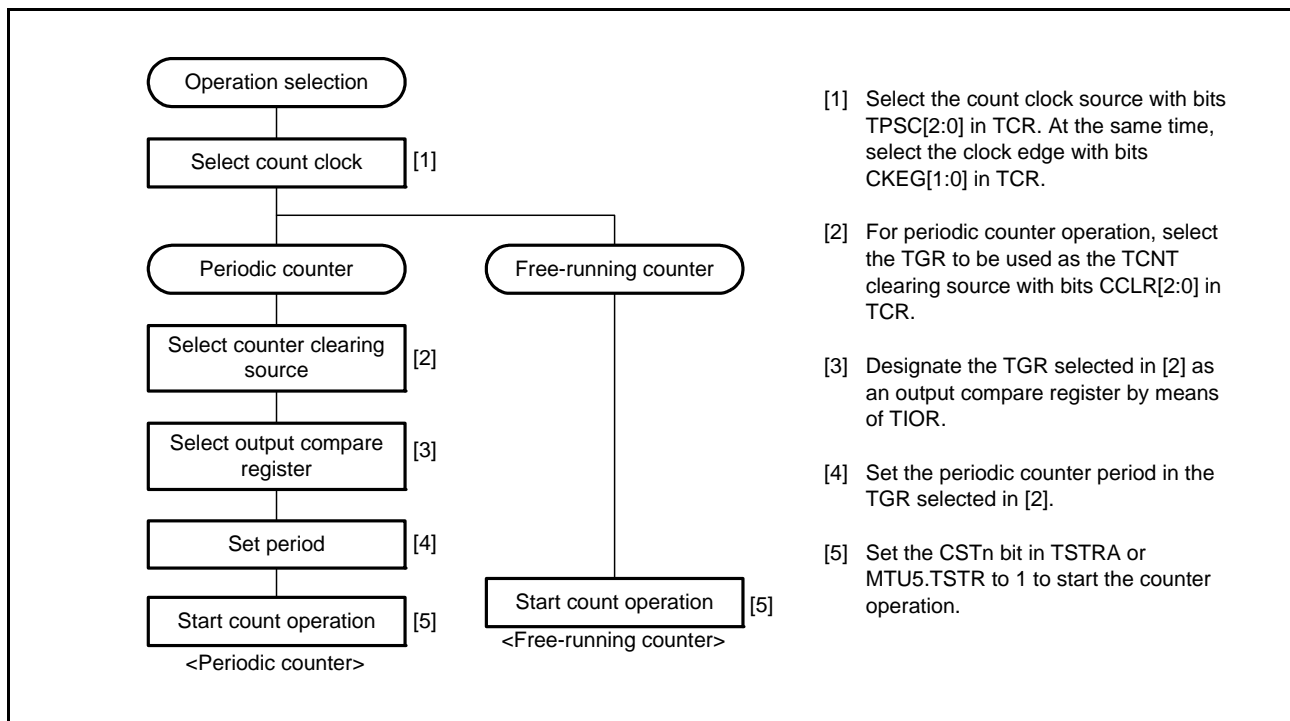 Operation selection
Select count clock
[1]
Periodic counter
Free-running counter
Select counter clearing
source
[2]
Select output compare
register
[3]
Set period
[4]
Start count operation
[5]
<Periodic counter>
Start count operation
[5]
<Free-running counter>
[1] Select the count clock source with bits
TPSC[2:0] in TCR. At the same time,
select the clock edge with bits
CKEG[1:0] in TCR.
[2] For periodic counter operation, select
the TGR to be used as the TCNT
clearing source with bits CCLR[2:0] in
TCR.
[3] Designate the TGR selected in [2] as
an output compare register by means
of TIOR.
[4] Set the periodic counter period in the
TGR selected in [2].
[5] Set the CSTn bit in TSTRA or
MTU5.TSTR to 1 to start the counter
operation.